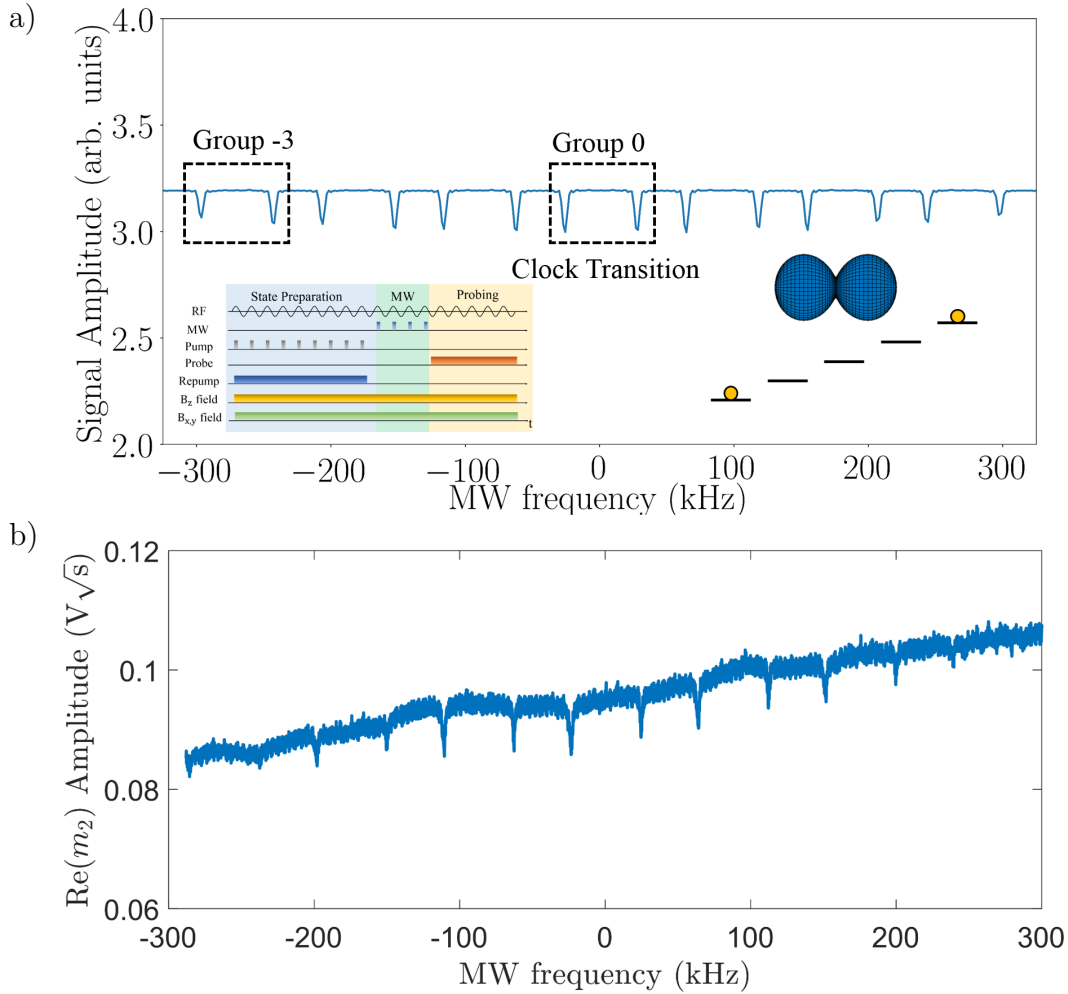 a)
Signal Amplitude (arb. units)
4.0
3.5
3.0
2.5
2.0
Group -3
Group 0
Clock Transition
State Preparation MW Probing
RF
MW
Pump
Probe
Repump
Bz field
Bx,y field
t
−300 −200 −100 0 100 200 300
MW frequency (kHz)
b)
Re(m₂) Amplitude (V√s)
0.12
0.1
0.08
0.06
-300 -200 -100 0 100 200 300
MW frequency (kHz)